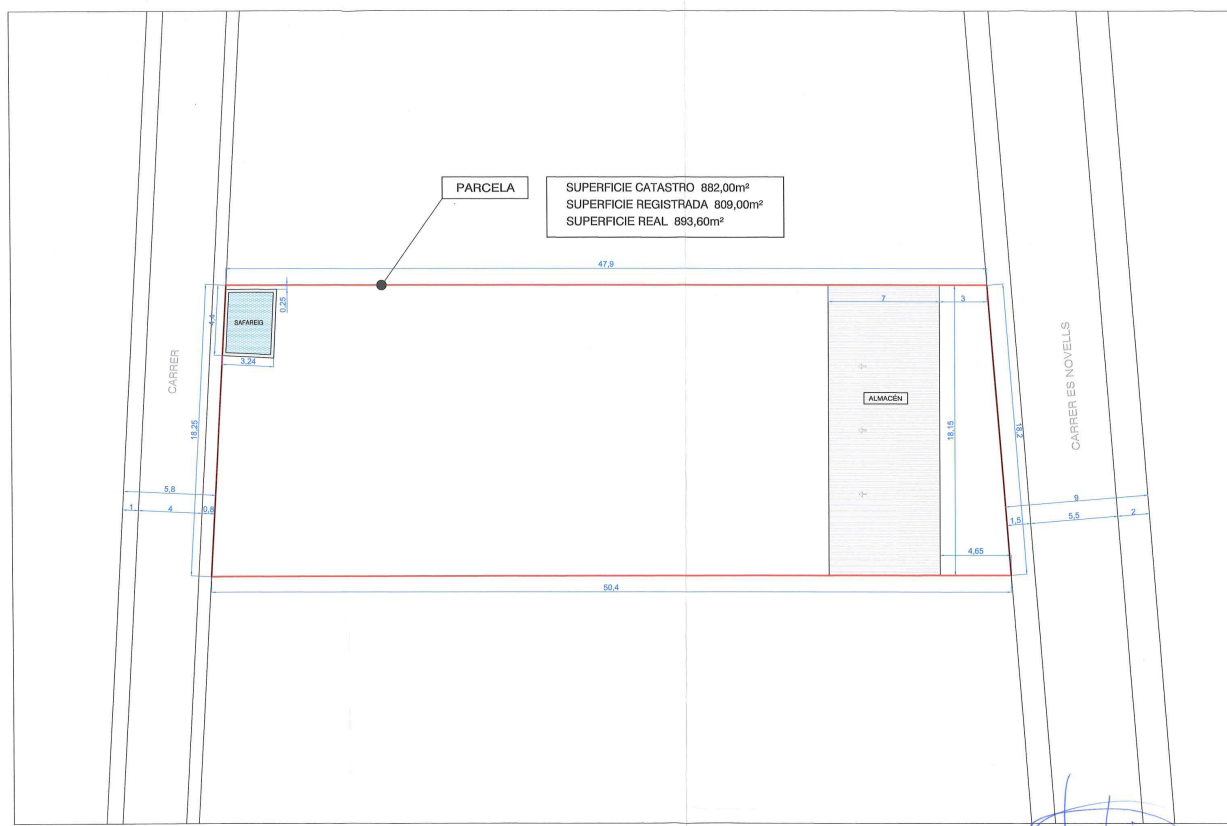 PARCELA
SUPERFICIE CATASTRO 882,00m²
SUPERFICIE REGISTRADA 809,00m²
SUPERFICIE REAL 893,60m²
47,9
0,25
4,4
SAFAREIG
3,24
7
3
CARRER
18,25
ALMACÉN
18,15
18,2
CARRER ES NOVELLS
5,8
1
4
0,8
9
1,5
5,5
2
4,65
50,4